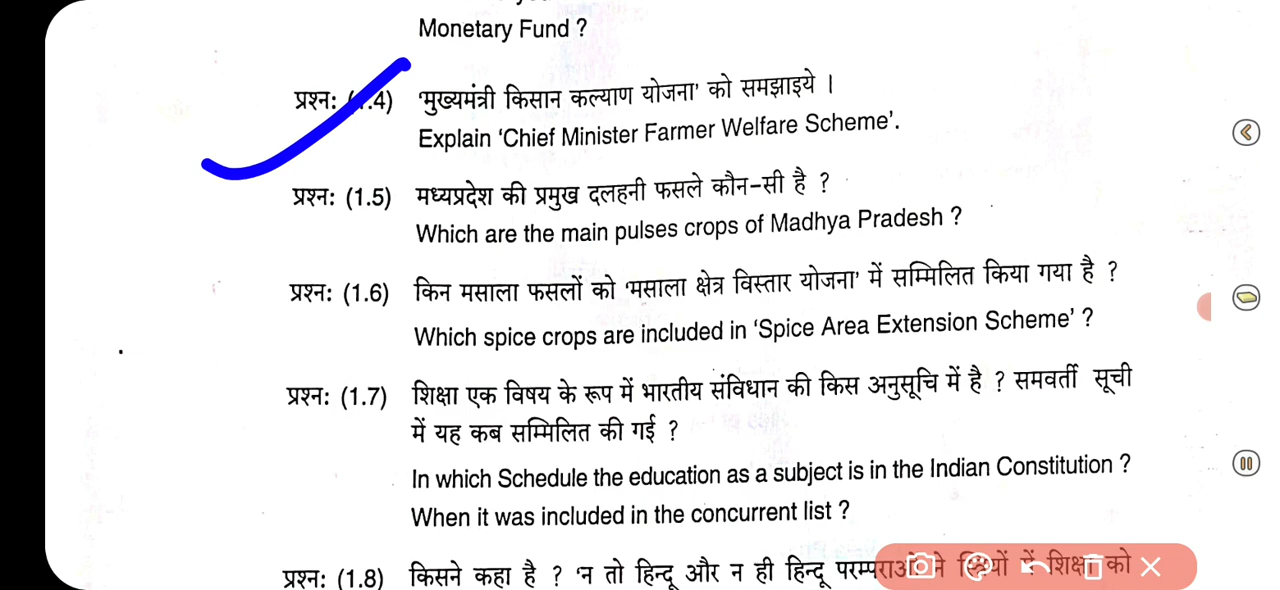 Monetary Fund ?
प्रश्न: (1.4) 'मुख्यमंत्री किसान कल्याण योजना' को समझाइये ।
Explain 'Chief Minister Farmer Welfare Scheme'.
प्रश्न: (1.5) मध्यप्रदेश की प्रमुख दलहनी फसले कौन-सी है ?
Which are the main pulses crops of Madhya Pradesh ?
प्रश्न: (1.6) किन मसाला फसलों को 'मसाला क्षेत्र विस्तार योजना' में सम्मिलित किया गया है ?
Which spice crops are included in 'Spice Area Extension Scheme' ?
प्रश्न: (1.7) शिक्षा एक विषय के रूप में भारतीय संविधान की किस अनुसूचि में है ? समवर्ती सूची
में यह कब सम्मिलित की गई ?
In which Schedule the education as a subject is in the Indian Constitution ?
When it was included in the concurrent list ?
प्रश्न: (1.8) किसने कहा है ? 'न तो हिन्दू और न ही हिन्दू परम्पराओं ने स्त्रियों में शिक्षा को